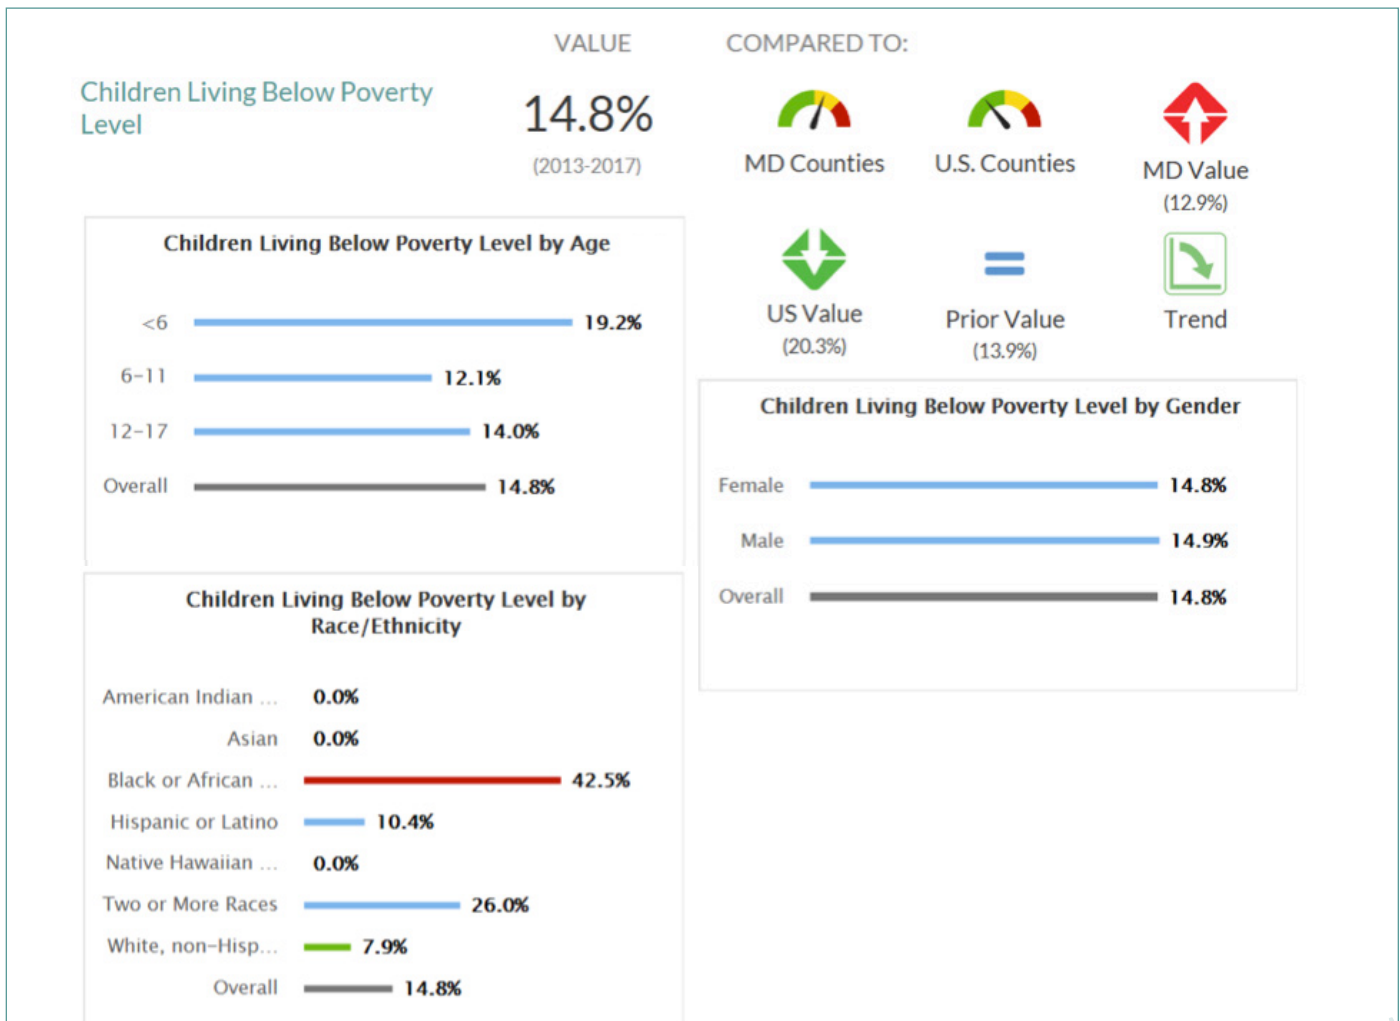 VALUE
COMPARED TO:
Children Living Below Poverty
Level
14.8%
(2013-2017)
MD Counties
U.S. Counties
MD Value
(12.9%)
US Value
(20.3%)
Prior Value
(13.9%)
Trend
Children Living Below Poverty Level by Age
<6 19.2%
6-11 12.1%
12-17 14.0%
Overall 14.8%
Children Living Below Poverty Level by Gender
Female 14.8%
Male 14.9%
Overall 14.8%
Children Living Below Poverty Level by
Race/Ethnicity
American Indian ... 0.0%
Asian 0.0%
Black or African ... 42.5%
Hispanic or Latino 10.4%
Native Hawaiian ... 0.0%
Two or More Races 26.0%
White, non-Hisp... 7.9%
Overall 14.8%